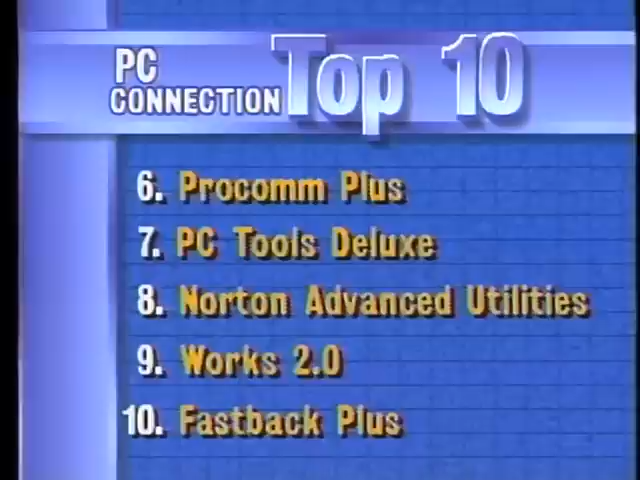 PC
CONNECTION Top 10
6. Procomm Plus
7. PC Tools Deluxe
8. Norton Advanced Utilities
9. Works 2.0
10. Fastback Plus